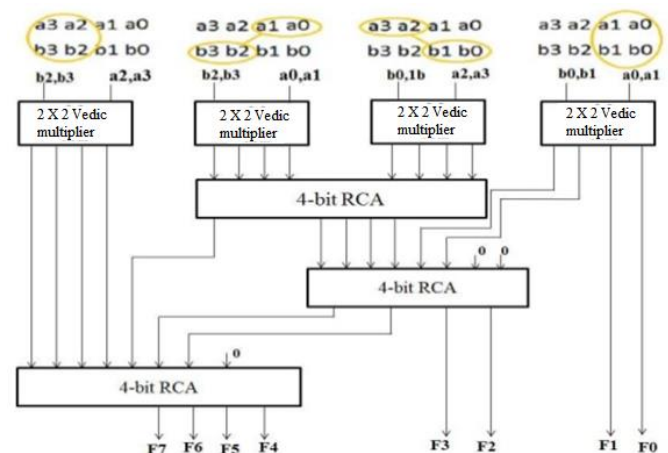 a3 a2 a1 a0 a3 a2 a1 a0 a3 a2 a1 a0 a3 a2 a1 a0
b3 b2 b1 b0 b3 b2 b1 b0 b3 b2 b1 b0 b3 b2 b1 b0
b2,b3 a2,a3 b2,b3 a0,a1 b0,1b a2,a3 b0,b1 a0,a1
2 X 2 Vedic multiplier
2 X 2 Vedic multiplier
2 X 2 Vedic multiplier
2 X 2 Vedic multiplier
4-bit RCA
0 0
4-bit RCA
0
4-bit RCA
F7 F6 F5 F4 F3 F2 F1 F0